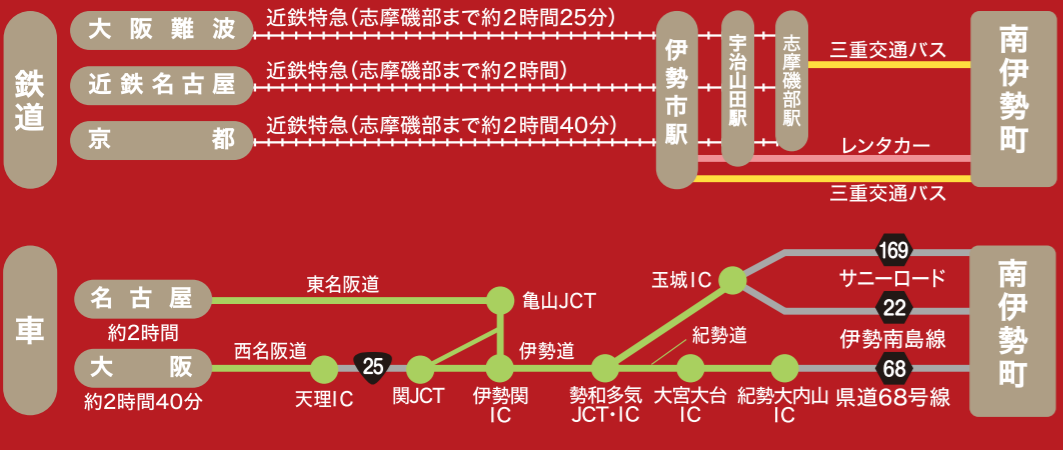 鉄道
大阪難波
近鉄特急(志摩磯部まで約2時間25分)
近鉄名古屋
近鉄特急(志摩磯部まで約2時間)
京都
近鉄特急(志摩磯部まで約2時間40分)
伊勢市駅
宇治山田駅
志摩磯部駅
三重交通バス
レンタカー
三重交通バス
南伊勢町
車
名古屋
約2時間
東名阪道
亀山JCT
大阪
約2時間40分
西名阪道
天理IC
25
関JCT
伊勢関
IC
伊勢道
勢和多気
JCT・IC
玉城IC
紀勢道
大宮大台
IC
紀勢大内山
IC
169
サニーロード
22
伊勢南島線
68
県道68号線
南伊勢町